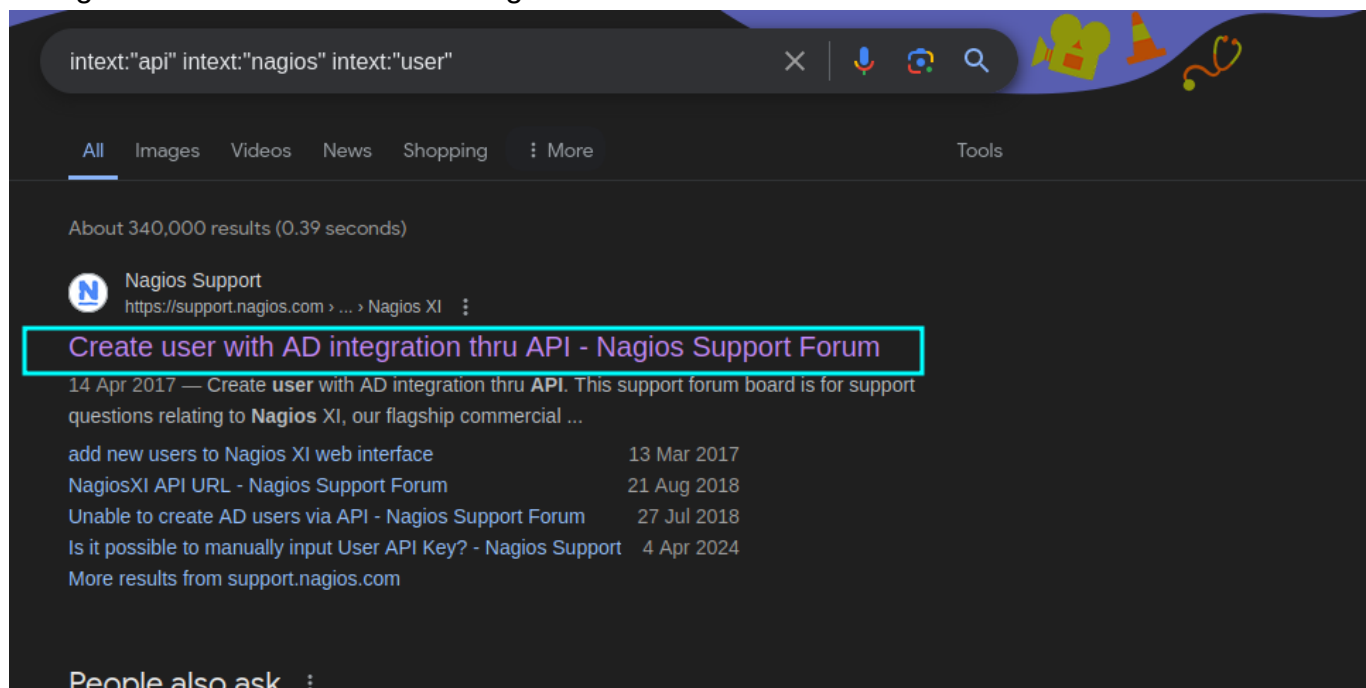 intext:"api" intext:"nagios" intext:"user"
All Images Videos News Shopping More Tools
About 340,000 results (0.39 seconds)
N
Nagios Support
https://support.nagios.com › ... › Nagios XI
Create user with AD integration thru API - Nagios Support Forum
14 Apr 2017 — Create user with AD integration thru API. This support forum board is for support
questions relating to Nagios XI, our flagship commercial ...
add new users to Nagios XI web interface 13 Mar 2017
NagiosXI API URL - Nagios Support Forum 21 Aug 2018
Unable to create AD users via API - Nagios Support Forum 27 Jul 2018
Is it possible to manually input User API Key? - Nagios Support 4 Apr 2024
More results from support.nagios.com
People also ask